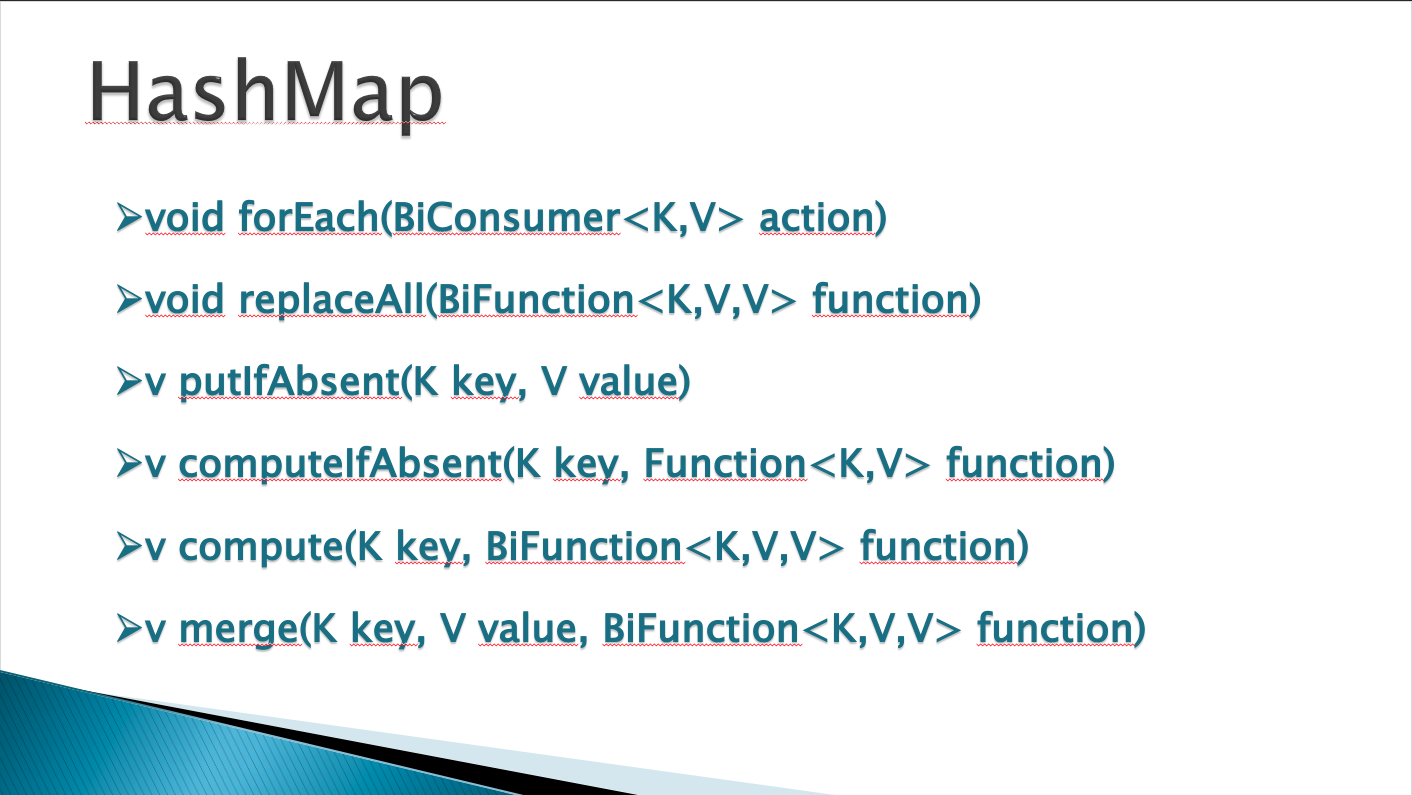 HashMap
➢void forEach(BiConsumer<K,V> action)
➢void replaceAll(BiFunction<K,V,V> function)
➢v putIfAbsent(K key, V value)
➢v computeIfAbsent(K key, Function<K,V> function)
➢v compute(K key, BiFunction<K,V,V> function)
➢v merge(K key, V value, BiFunction<K,V,V> function)